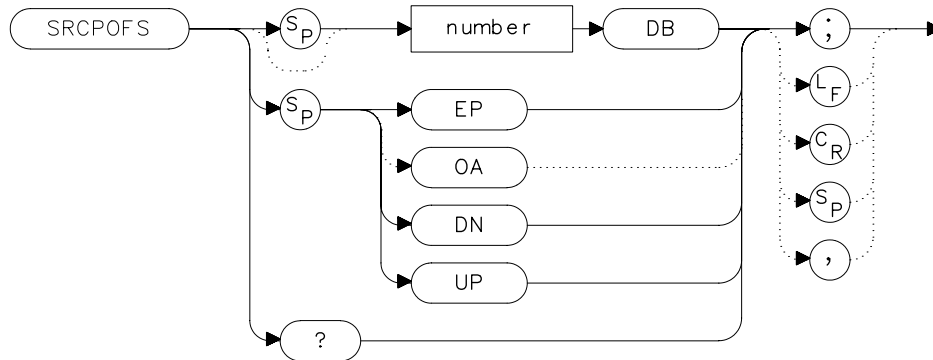 SRCPOFS SP number DB ;
LF
SP EP
OA CR
DN SP
UP ,
?